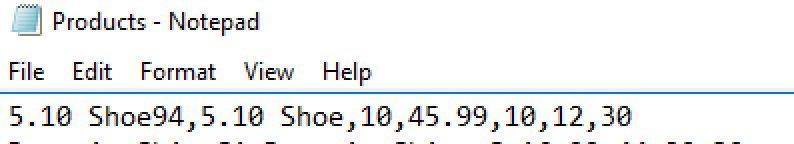 Products - Notepad
File Edit Format View Help
5.10 Shoe94,5.10 Shoe,10,45.99,10,12,30